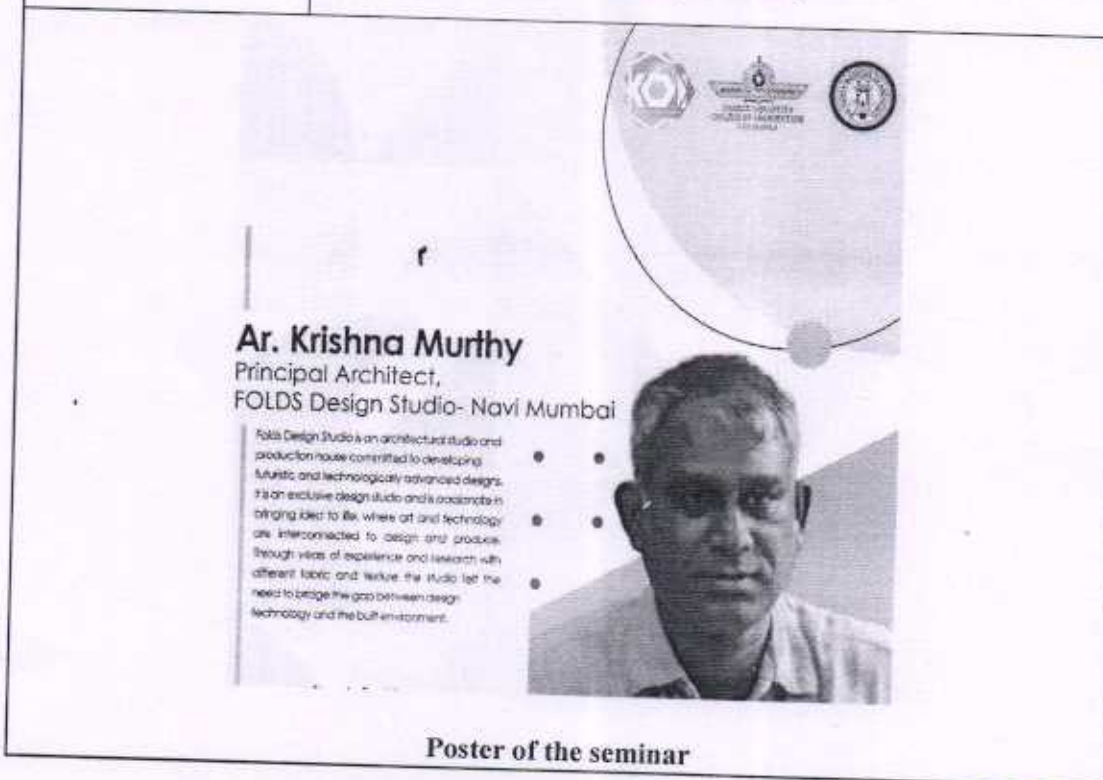 r
Ar. Krishna Murthy
Principal Architect,
FOLDS Design Studio- Navi Mumbai
Folds Design Studio is an architectural studio and
production house committed to developing
futuristic and technologically advanced designs.
It's an exclusive design studio and is passionate in
bringing idea to life, where art and technology
are interconnected to design and produce.
Through years of experience and research with
different fabric and texture the studio felt the
need to bridge the gap between design
technology and the built environment.
COLLEGE OF ARCHITECTURE
Poster of the seminar